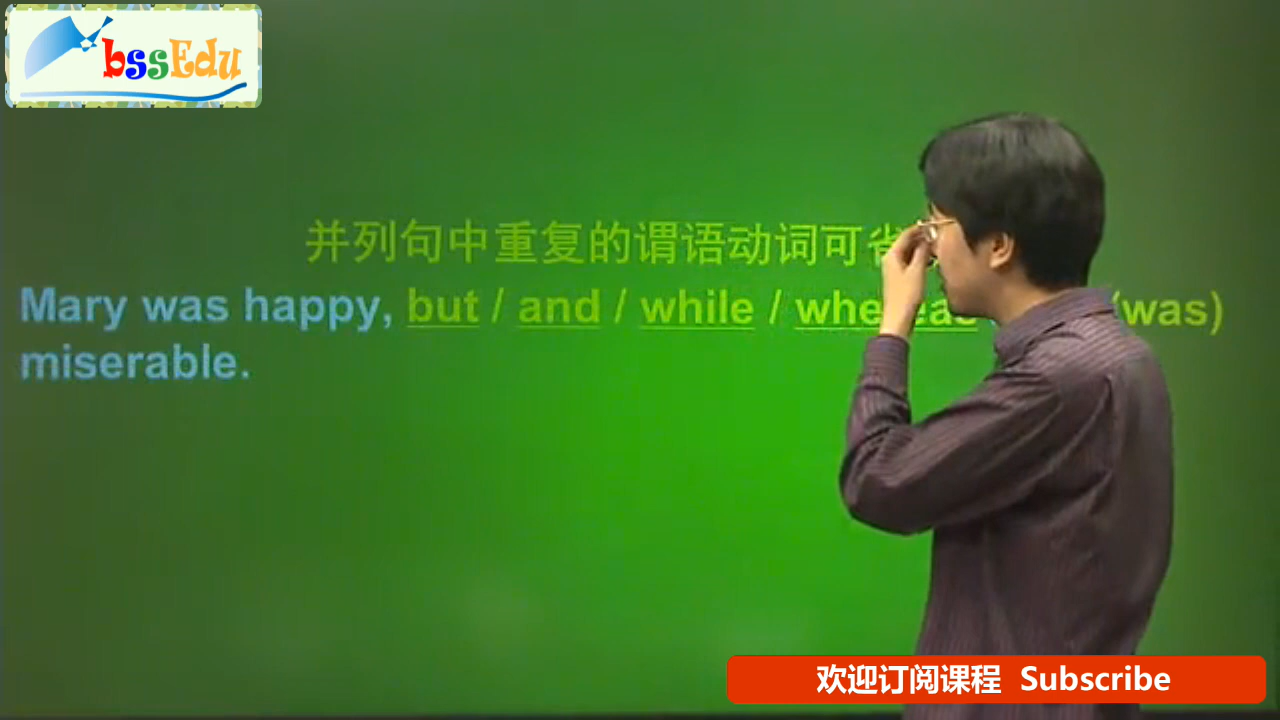 bssEdu
并列句中重复的谓语动词可省
Mary was happy, but / and / while / whereas (was)
miserable.
欢迎订阅课程 Subscribe